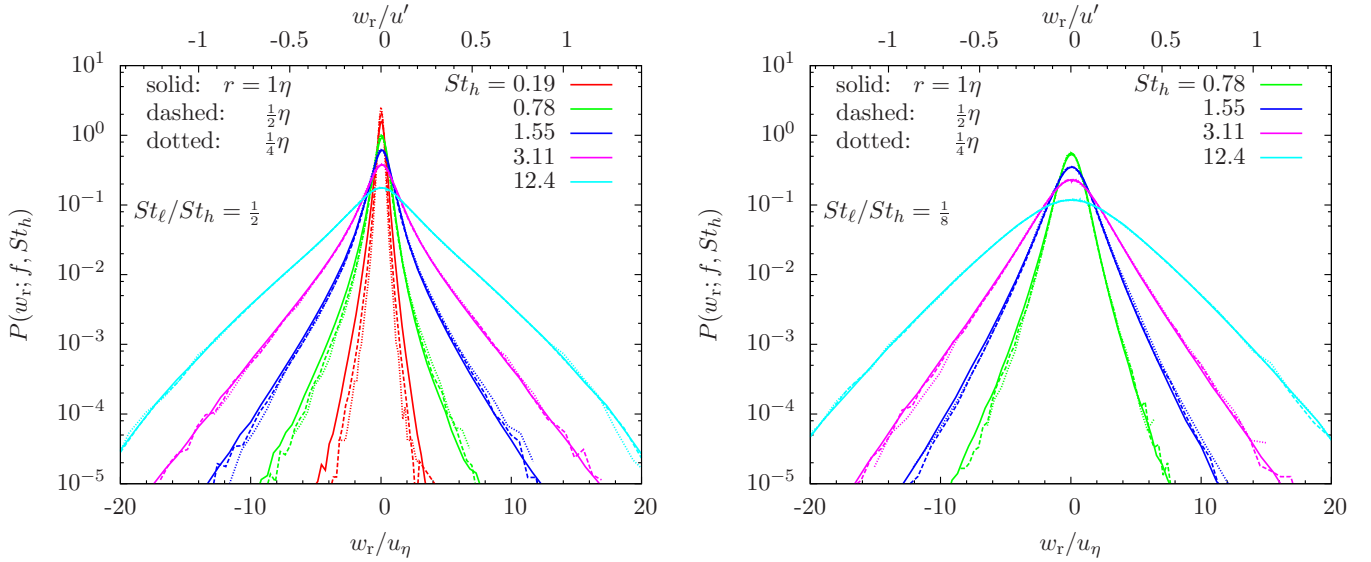 w_r/u'
-1 -0.5 0 0.5 1
solid: r = 1η
dashed: 1/2 η
dotted: 1/4 η
St_h = 0.19
0.78
1.55
3.11
12.4
St_ℓ/St_h = 1/2
P(w_r; f, St_h)
10^1
10^0
10^-1
10^-2
10^-3
10^-4
10^-5
-20 -10 0 10 20
w_r/u_η
w_r/u'
-1 -0.5 0 0.5 1
solid: r = 1η
dashed: 1/2 η
dotted: 1/4 η
St_h = 0.78
1.55
3.11
12.4
St_ℓ/St_h = 1/8
P(w_r; f, St_h)
10^1
10^0
10^-1
10^-2
10^-3
10^-4
10^-5
-20 -10 0 10 20
w_r/u_η